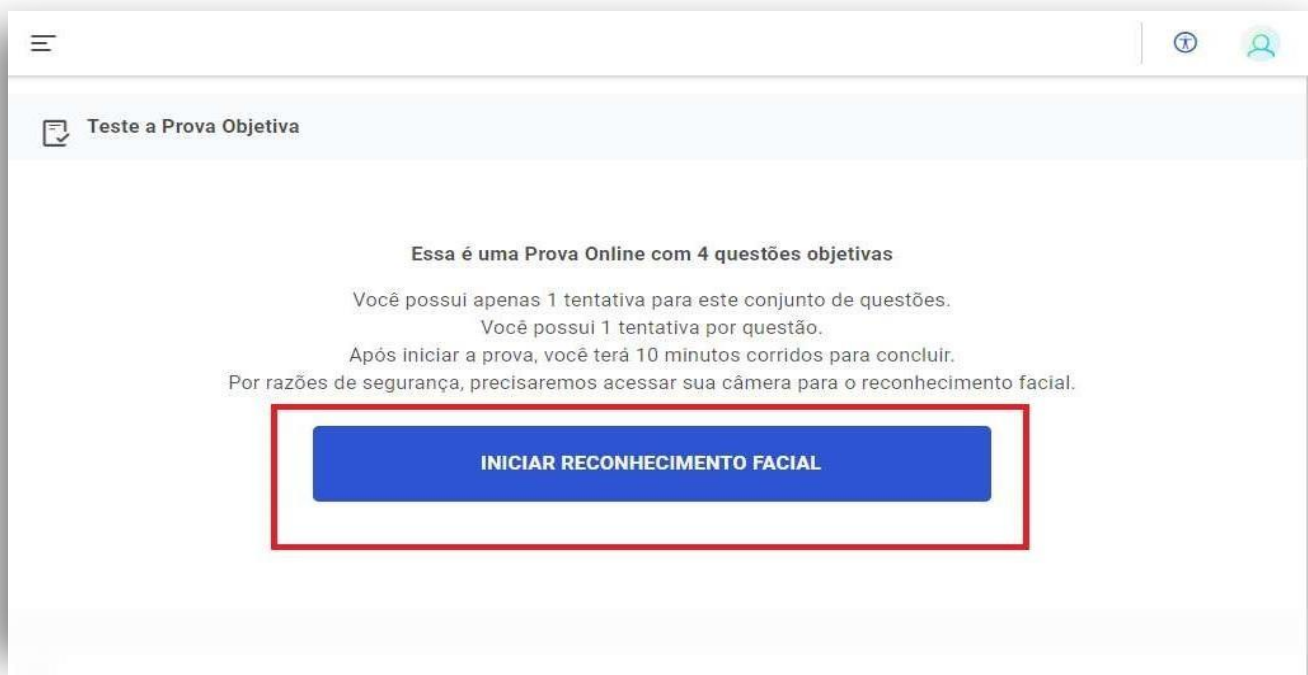 Teste a Prova Objetiva
Essa é uma Prova Online com 4 questões objetivas
Você possui apenas 1 tentativa para este conjunto de questões.
Você possui 1 tentativa por questão.
Após iniciar a prova, você terá 10 minutos corridos para concluir.
Por razões de segurança, precisaremos acessar sua câmera para o reconhecimento facial.
INICIAR RECONHECIMENTO FACIAL